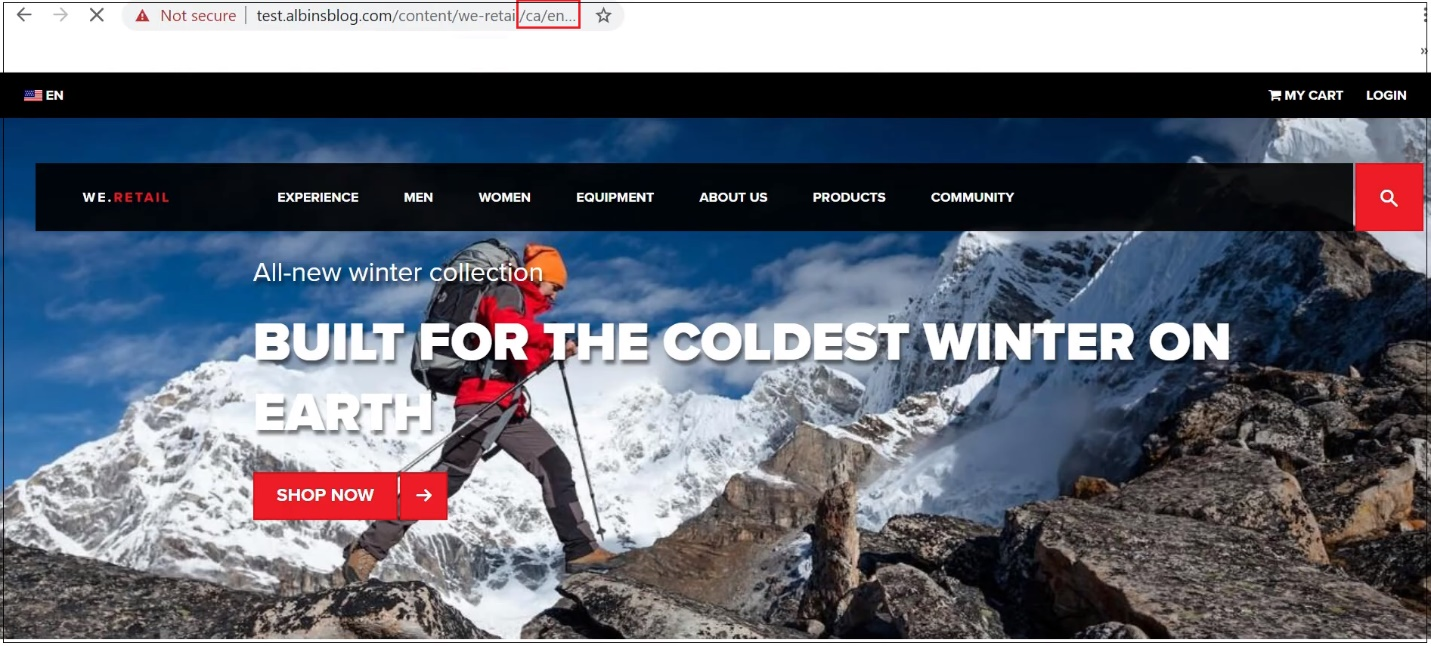 Not secure test.albinsblog.com/content/we-retail/ca/en...
»
EN MY CART LOGIN
WE.RETAIL EXPERIENCE MEN WOMEN EQUIPMENT ABOUT US PRODUCTS COMMUNITY
All-new winter collection
BUILT FOR THE COLDEST WINTER ON
EARTH
SHOP NOW